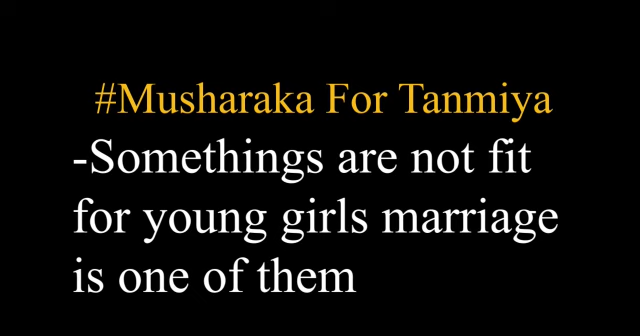 #Musharaka For Tanmiya
-Somethings are not fit
for young girls marriage
is one of them